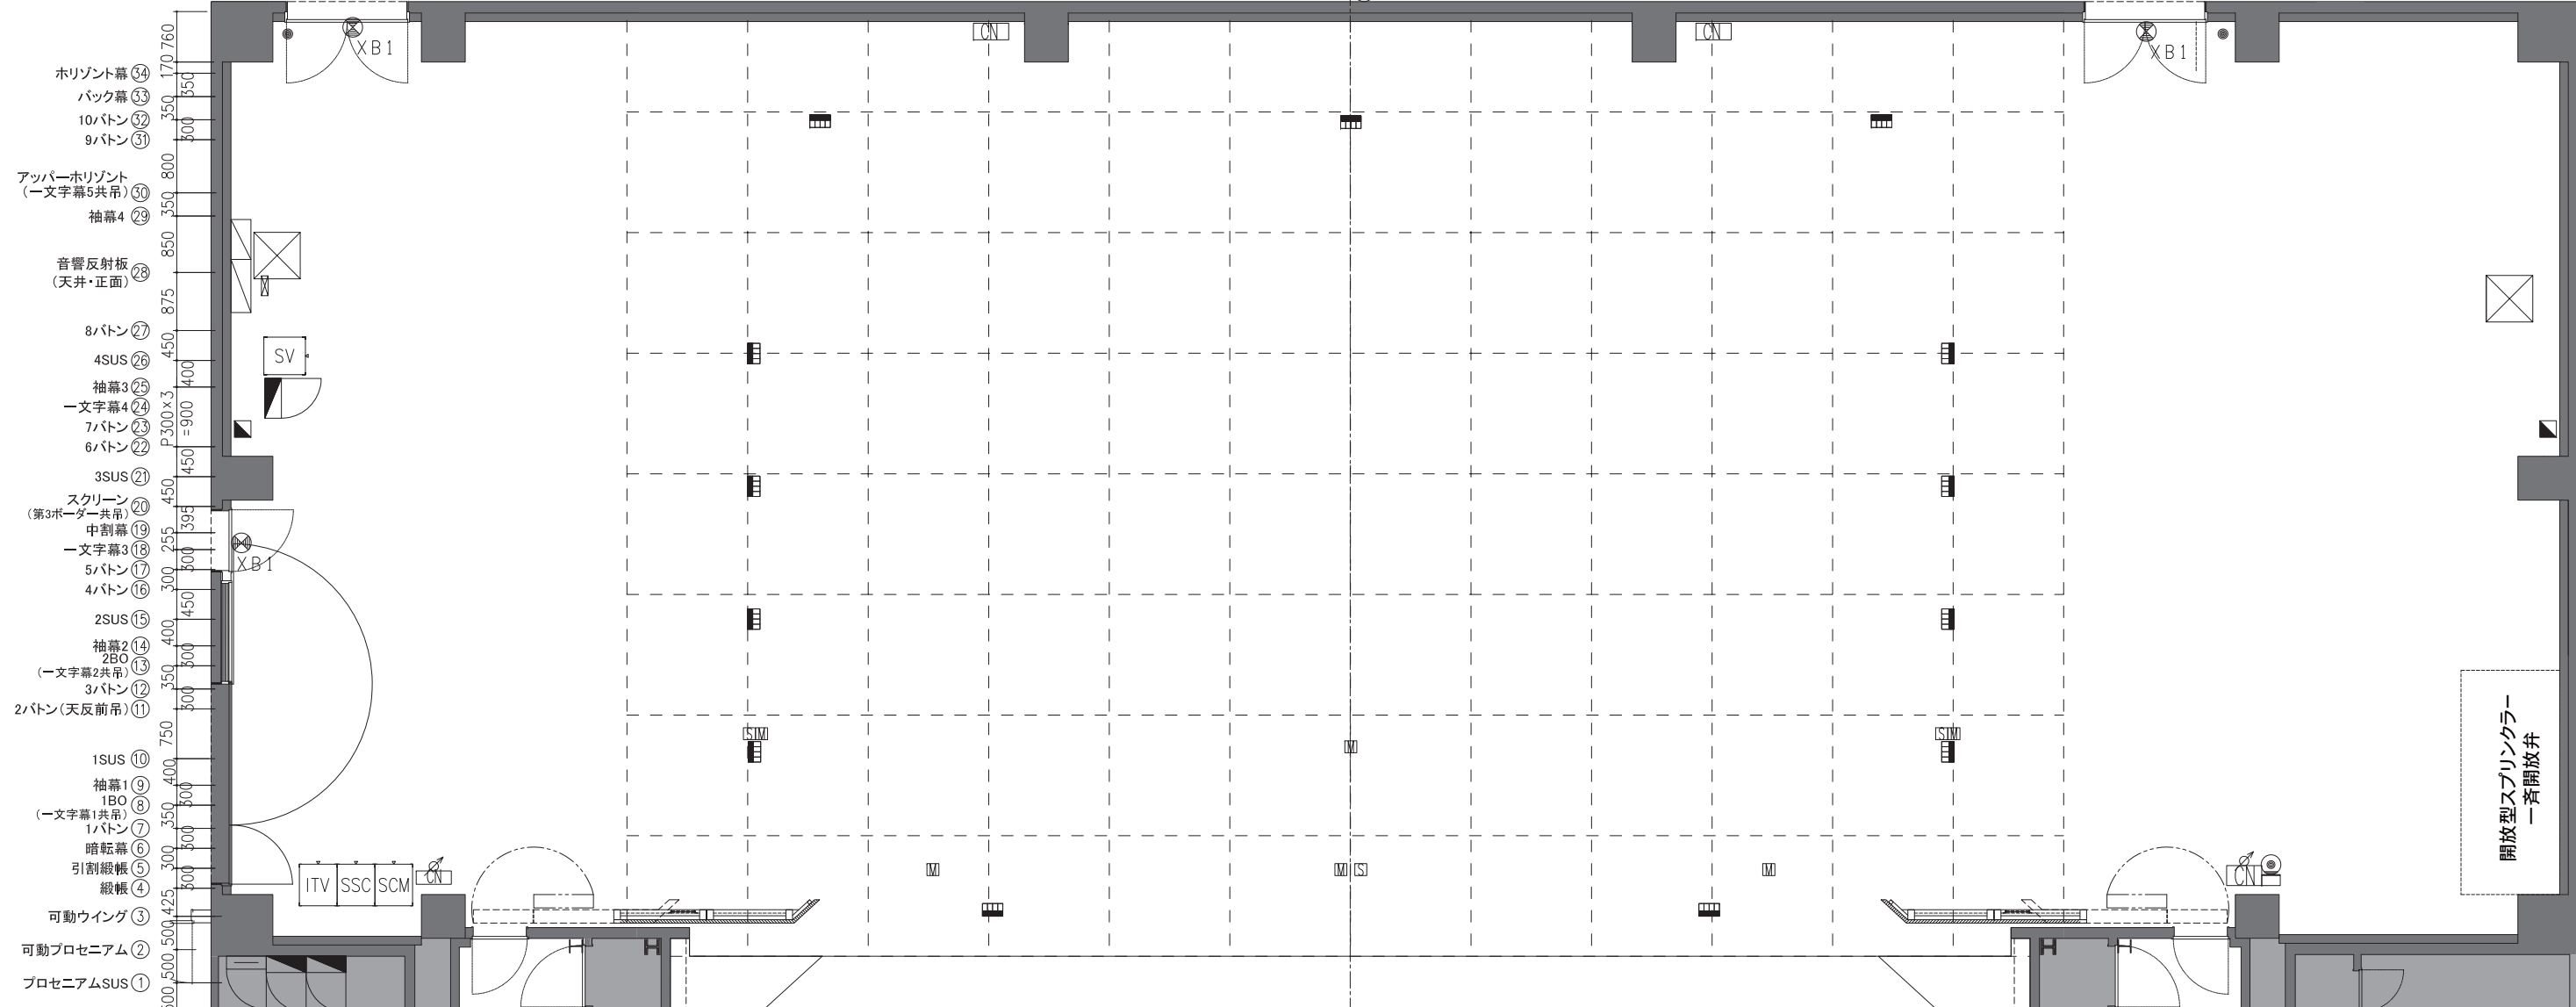 ホリゾント幕 34
バック幕 33
10バトン 32
9バトン 31
アッパーホリゾント
(一文字幕5共吊) 30
袖幕4 29
音響反射板
(天井・正面) 28
8バトン 27
4SUS 26
袖幕3 25
一文字幕4 24
7バトン 23
6バトン 22
3SUS 21
スクリーン
(第3ボーダー共吊) 20
中割幕 19
一文字幕3 18
5バトン 17
4バトン 16
2SUS 15
袖幕2 14
2BO
(一文字幕2共吊) 13
3バトン 12
2バトン(天反前吊) 11
1SUS 10
袖幕1 9
1BO
(一文字幕1共吊) 8
1バトン 7
暗転幕 6
引割緞帳 5
緞帳 4
可動ウイング 3
可動プロセニアム 2
プロセニアムSUS 1
760
170
350
350
300
800
350
850
875
450
400
P300x3
=900
450
450
395
255
300
300
450
400
300
350
300
750
400
300
350
300
300
300
425
500
500
XB1
CN
CN
XB1
SV
XB1
SIM
M
SIM
ITV
SSC
SCM
CN
M
M
S
M
CN
開放型スプリンクラー
一斉開放弁